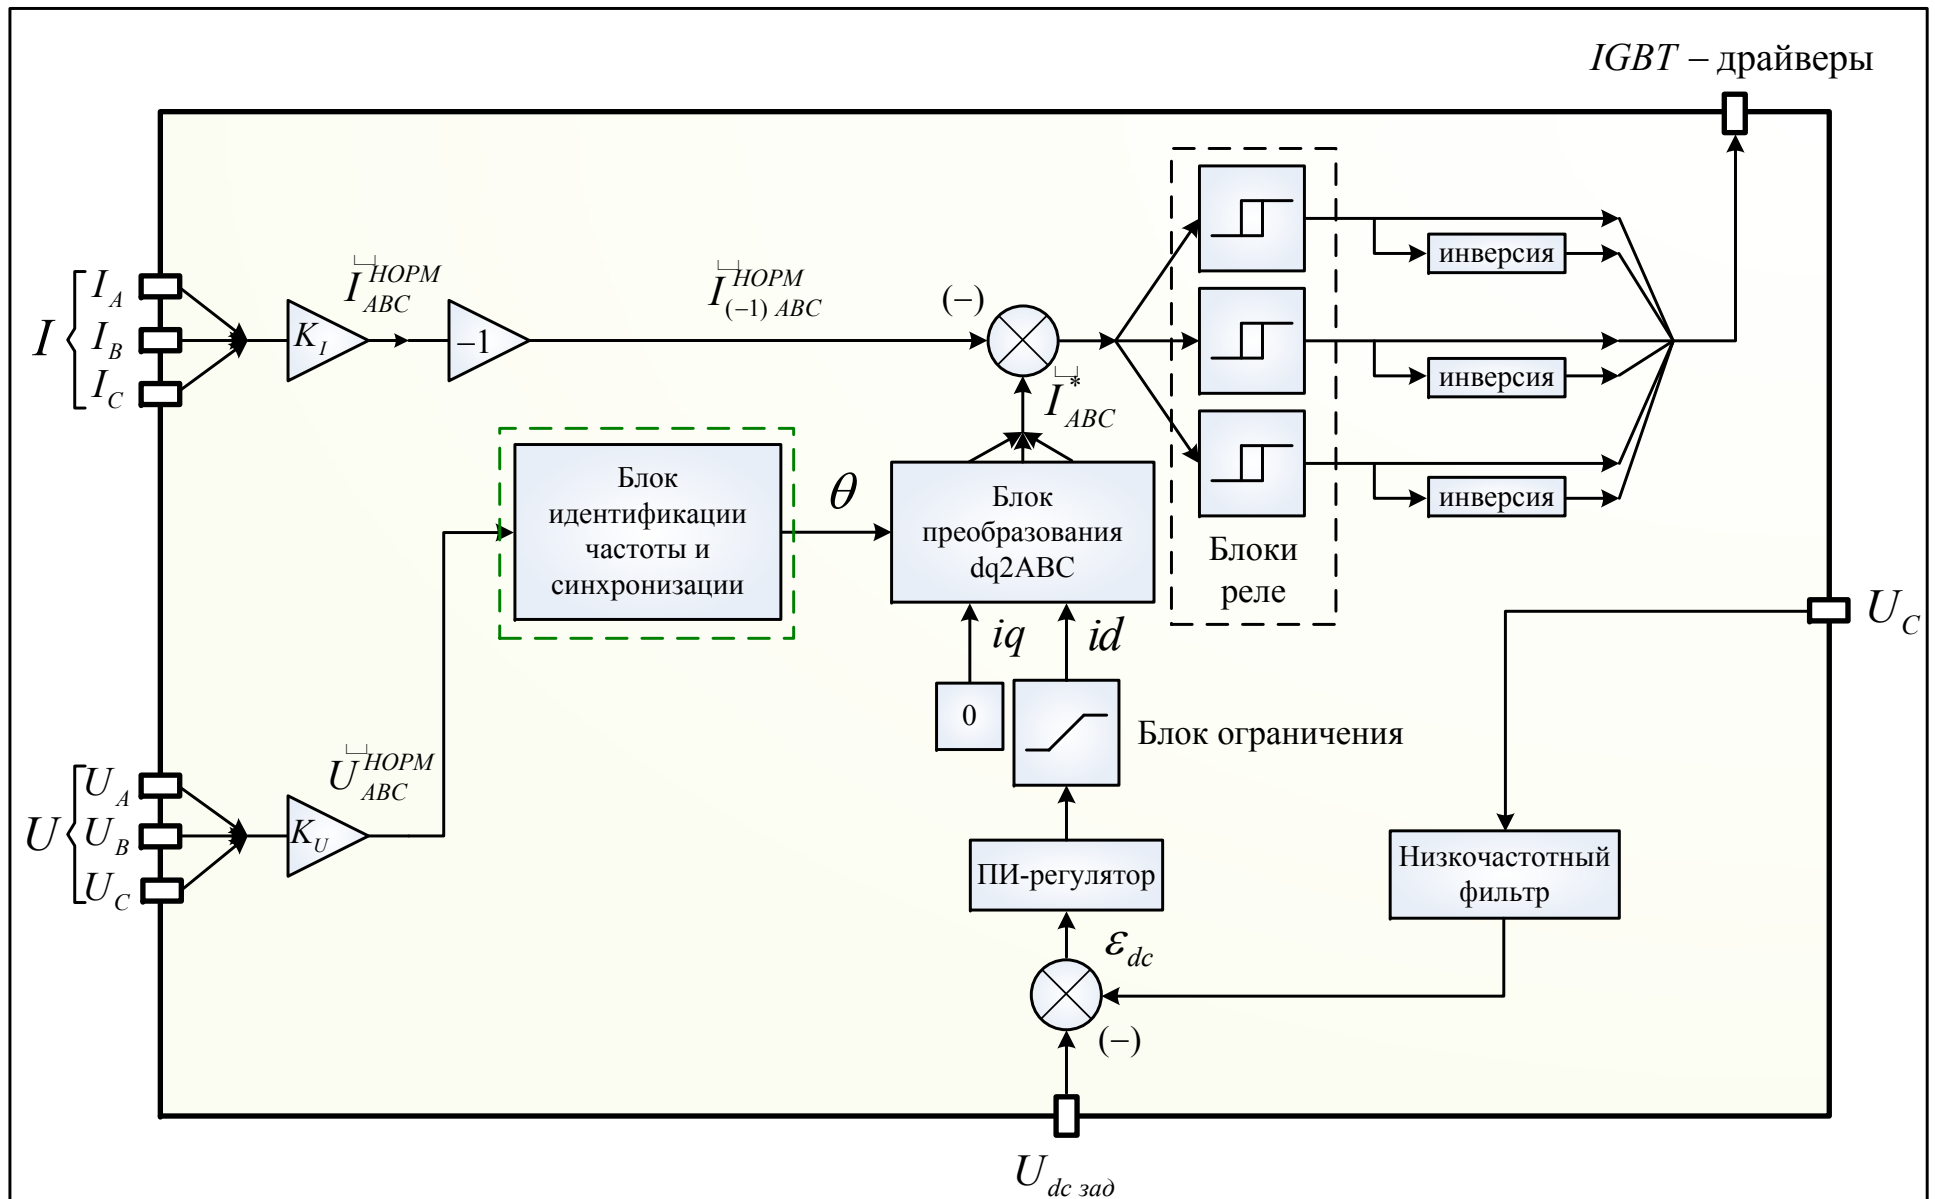 IGBT – драйверы
I
I_A
I_B
I_C
K_I
I_ABC^НОРМ
–1
I_(–1) ABC^НОРМ
(–)
I*_ABC
инверсия
инверсия
инверсия
Блоки
реле
Блок
идентификации
частоты и
синхронизации
θ
Блок
преобразования
dq2ABC
iq
id
0
Блок ограничения
U_C
U
U_A
U_B
U_C
K_U
U_ABC^НОРМ
ПИ-регулятор
Низкочастотный
фильтр
ε_dc
(–)
U_dc зад